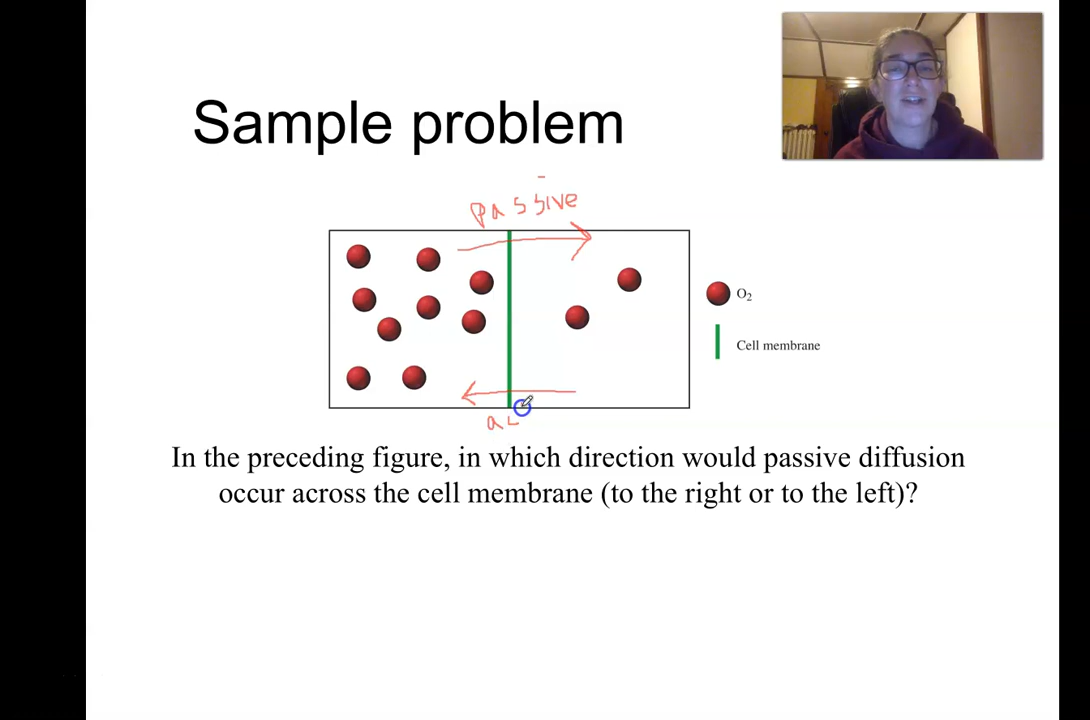 Sample problem
passive
O₂
Cell membrane
In the preceding figure, in which direction would passive diffusion
occur across the cell membrane (to the right or to the left)?